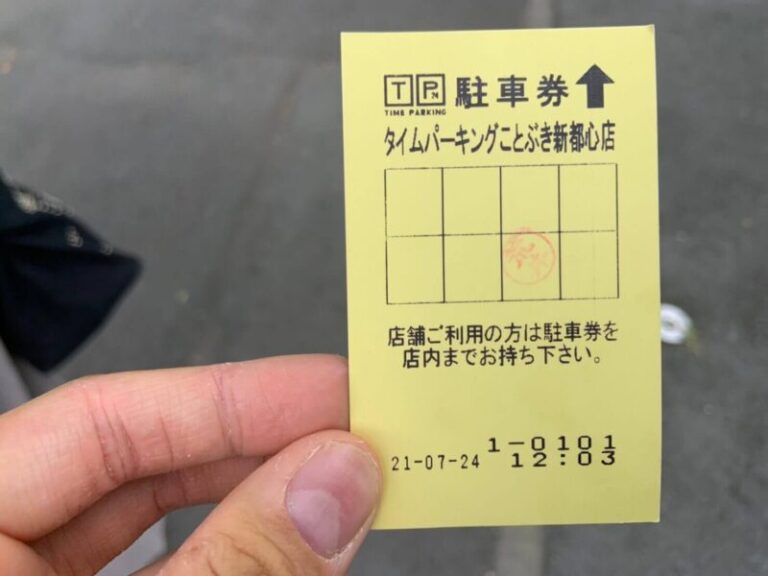 TPN 駐車券
TIME PARKING
タイムパーキングことぶき新都心店
店舗ご利用の方は駐車券を
店内までお持ち下さい。
1-0101
21-07-24 12:03